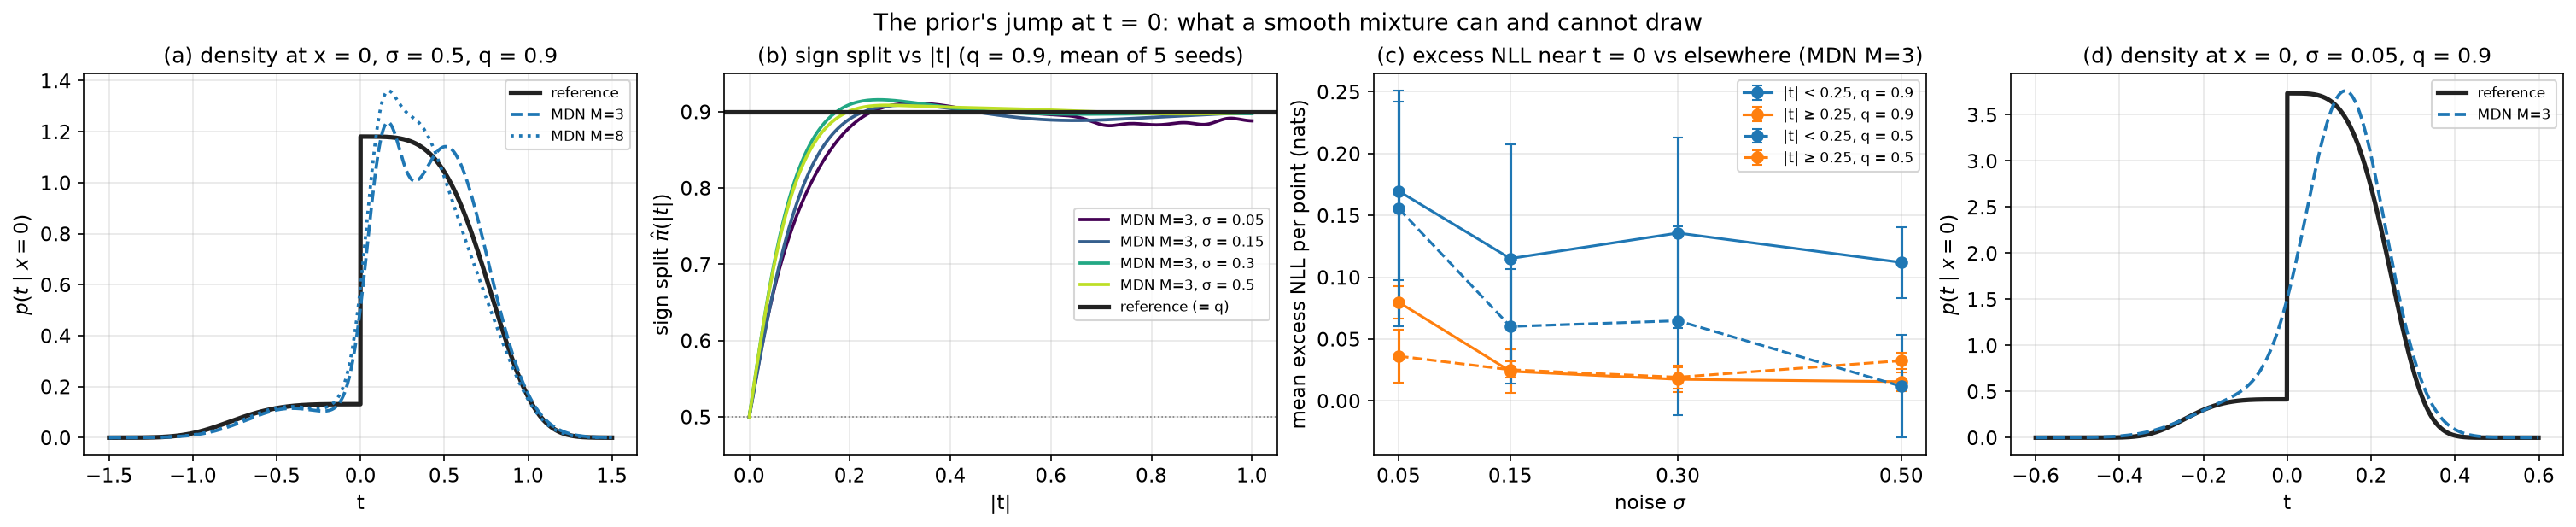 The prior's jump at t = 0: what a smooth mixture can and cannot draw
(a) density at x = 0, σ = 0.5, q = 0.9
p(t | x = 0)
1.4
1.2
1.0
0.8
0.6
0.4
0.2
0.0
reference
MDN M=3
MDN M=8
−1.5 −1.0 −0.5 0.0 0.5 1.0 1.5
t
(b) sign split vs |t| (q = 0.9, mean of 5 seeds)
sign split π̂(|t|)
0.9
0.8
0.7
0.6
0.5
MDN M=3, σ = 0.05
MDN M=3, σ = 0.15
MDN M=3, σ = 0.3
MDN M=3, σ = 0.5
reference (= q)
0.0 0.2 0.4 0.6 0.8 1.0
|t|
(c) excess NLL near t = 0 vs elsewhere (MDN M=3)
mean excess NLL per point (nats)
0.25
0.20
0.15
0.10
0.05
0.00
|t| < 0.25, q = 0.9
|t| ≥ 0.25, q = 0.9
|t| < 0.25, q = 0.5
|t| ≥ 0.25, q = 0.5
0.05 0.15 0.30 0.50
noise σ
(d) density at x = 0, σ = 0.05, q = 0.9
p(t | x = 0)
3.5
3.0
2.5
2.0
1.5
1.0
0.5
0.0
reference
MDN M=3
−0.6 −0.4 −0.2 0.0 0.2 0.4 0.6
t